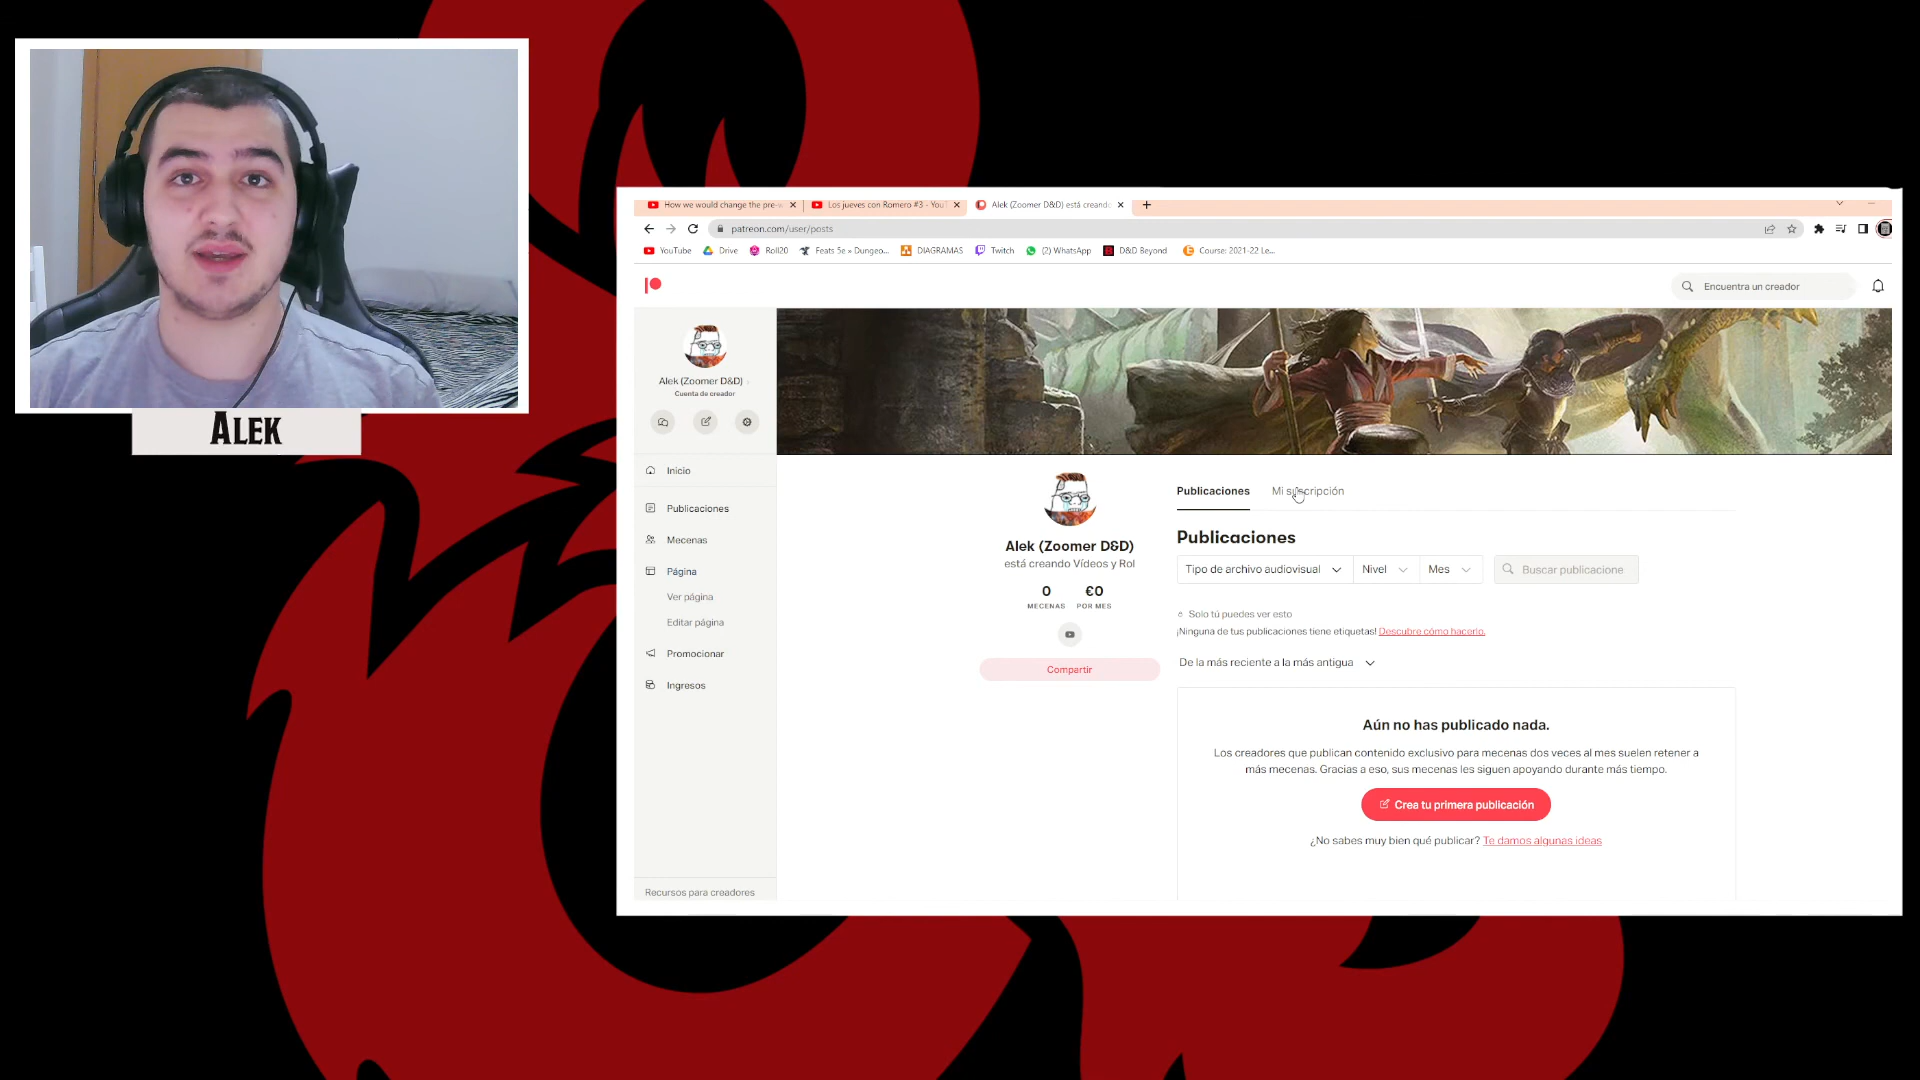 ALEK
How we would change the pre-
Los jueves con Romero #3 - You
Alek (Zoomer D&D) está creando
patreon.com/user/posts
YouTube
Drive
Roll20
Feats 5e » Dungeo...
DIAGRAMAS
Twitch
(2) WhatsApp
D&D Beyond
Course: 2021-22 Le...
Encuentra un creador
Alek (Zoomer D&D)
Cuenta de creador
Inicio
Publicaciones
Mecenas
Página
Ver página
Editar página
Promocionar
Ingresos
Recursos para creadores
Alek (Zoomer D&D)
está creando Vídeos y Rol
0 €0
MECENAS POR MES
Compartir
Publicaciones Mi suscripción
Publicaciones
Tipo de archivo audiovisual Nivel Mes Buscar publicacione
Solo tú puedes ver esto
¡Ninguna de tus publicaciones tiene etiquetas! Descubre cómo hacerlo.
De la más reciente a la más antigua
Aún no has publicado nada.
Los creadores que publican contenido exclusivo para mecenas dos veces al mes suelen retener a
más mecenas. Gracias a eso, sus mecenas les siguen apoyando durante más tiempo.
Crea tu primera publicación
¿No sabes muy bien qué publicar? Te damos algunas ideas